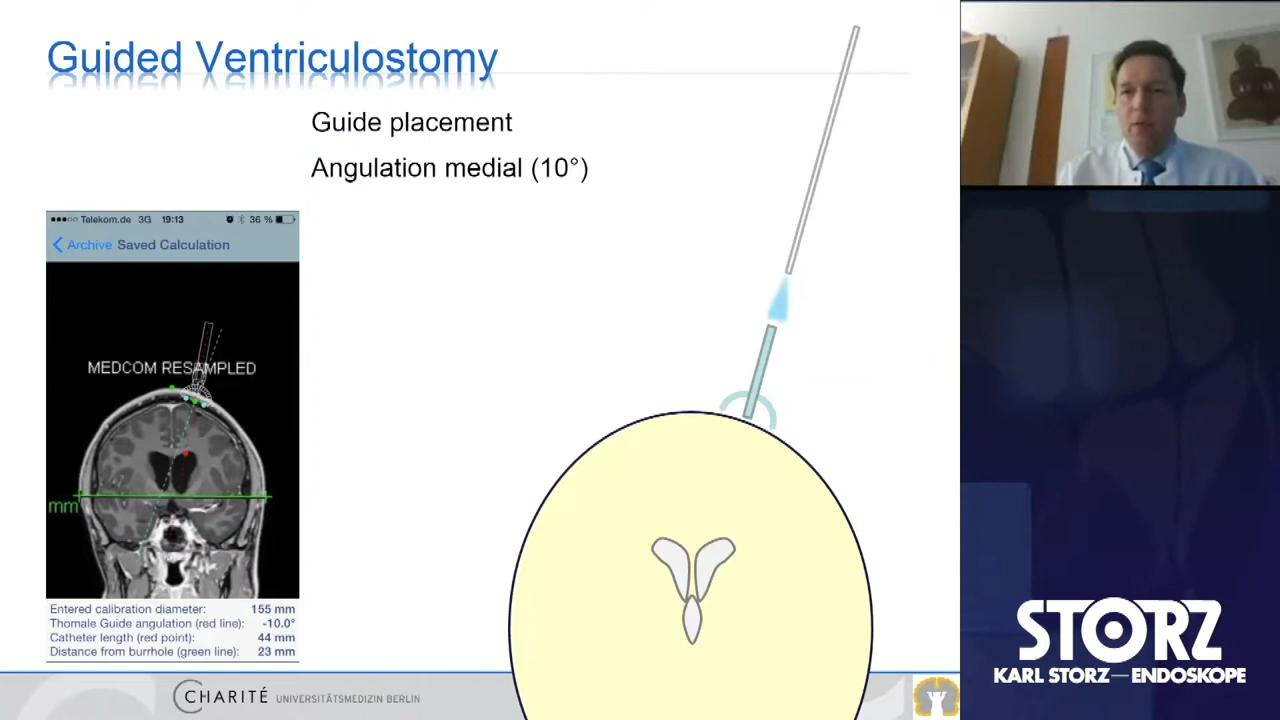 Guided Ventriculostomy
Guide placement
Angulation medial (10°)
Telekom.de 3G 19:13 36 %
Archive Saved Calculation
MEDCOM RESAMPLED
mm
Entered calibration diameter: 155 mm
Thomale Guide angulation (red line): -10.0°
Catheter length (red point): 44 mm
Distance from burrhole (green line): 23 mm
CHARITÉ UNIVERSITÄTSMEDIZIN BERLIN
STORZ
KARL STORZ—ENDOSKOPE